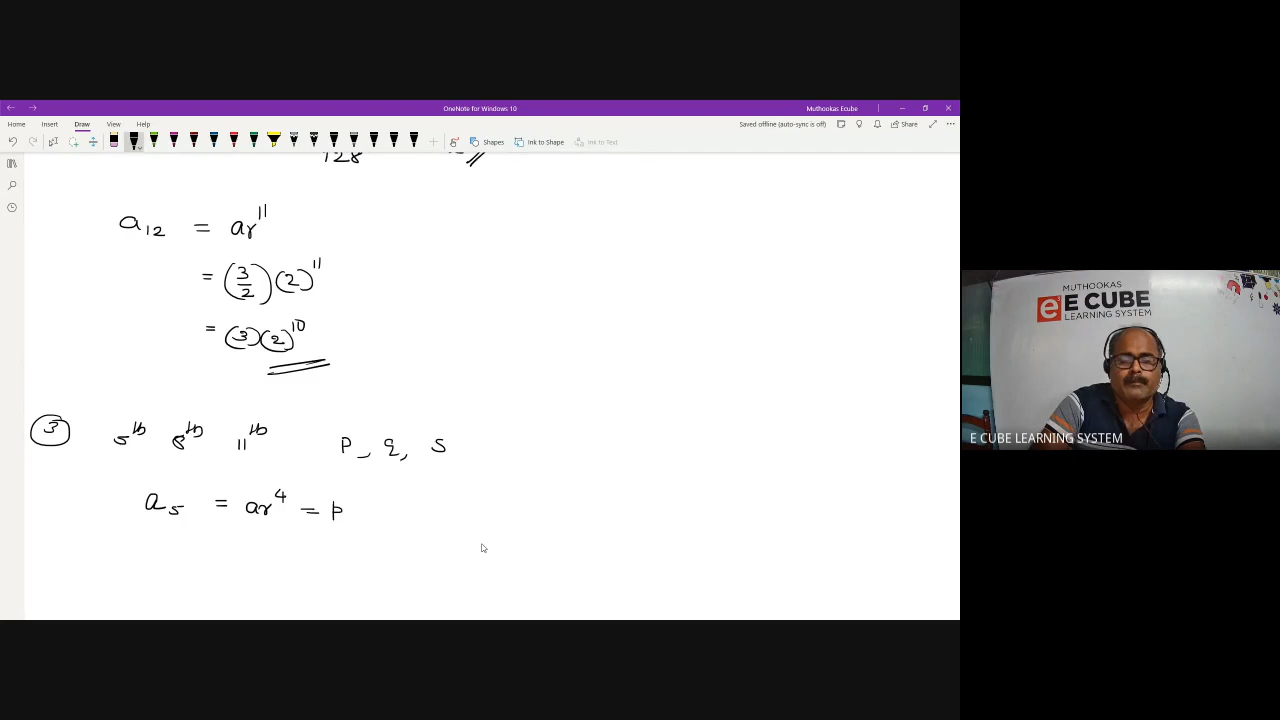 OneNote for Windows 10
Muthookas Ecube
Home Insert Draw View Help
Saved offline (auto-sync is off)
Share
Shapes
Ink to Shape
Ink to Text
128
a₁₂ = ar¹¹
= (3/2)(2)¹¹
= (3)(2)¹⁰
3
5th 8th 11th P, q, S
a₅ = ar⁴ = p
MUTHOOKAS
e³ E CUBE
LEARNING SYSTEM
E CUBE LEARNING SYSTEM